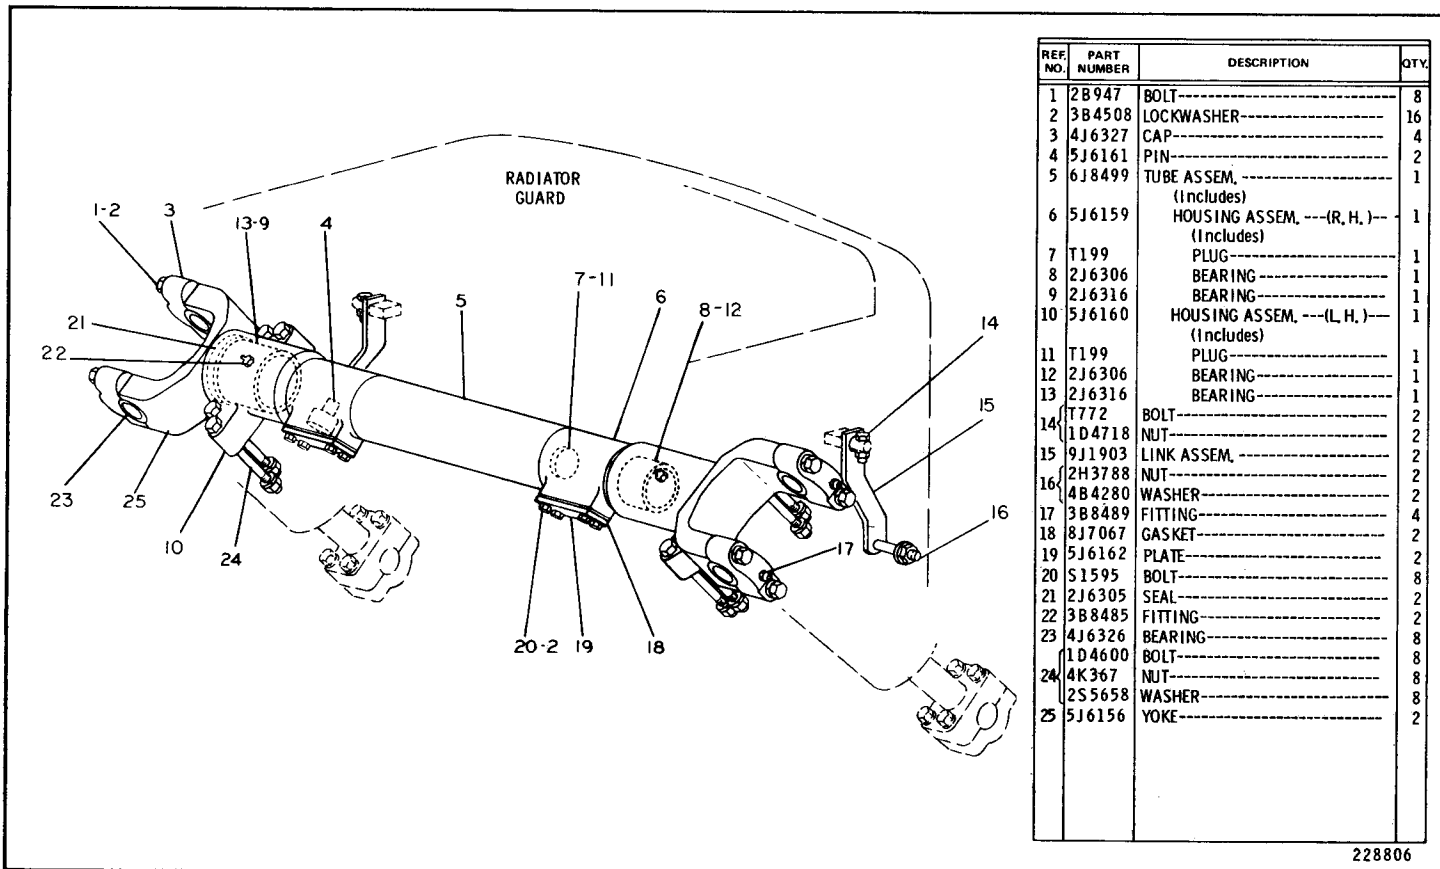 RADIATOR
GUARD
1-2
3
13-9
4
7-11
5
6
8-12
14
15
21
22
23
25
10
24
20-2
19
18
17
16
REF. NO. PART NUMBER DESCRIPTION QTY.
1 2B947 BOLT 8
2 3B4508 LOCKWASHER 16
3 4J6327 CAP 4
4 5J6161 PIN 2
5 6J8499 TUBE ASSEM. 1
(Includes)
6 5J6159 HOUSING ASSEM. ---(R.H.)-- 1
(Includes)
7 T199 PLUG 1
8 2J6306 BEARING 1
9 2J6316 BEARING 1
10 5J6160 HOUSING ASSEM. ---(L.H.)--- 1
(Includes)
11 T199 PLUG 1
12 2J6306 BEARING 1
13 2J6316 BEARING 1
14 T772 BOLT 2
1D4718 NUT 2
15 9J1903 LINK ASSEM. 2
16 2H3788 NUT 2
4B4280 WASHER 2
17 3B8489 FITTING 4
18 8J7067 GASKET 2
19 5J6162 PLATE 2
20 S1595 BOLT 8
21 2J6305 SEAL 2
22 3B8485 FITTING 2
23 4J6326 BEARING 8
1D4600 BOLT 8
24 4K367 NUT 8
2S5658 WASHER 8
25 5J6156 YOKE 2
228806